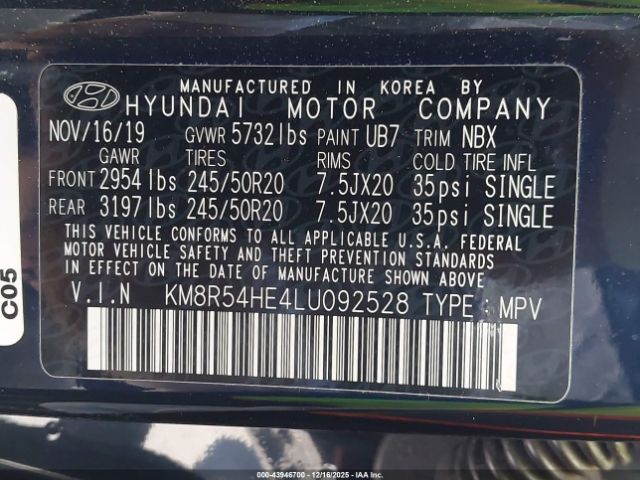 MANUFACTURED IN KOREA BY
HYUNDAI MOTOR COMPANY
NOV/16/19 GVWR 5732lbs PAINT UB7 TRIM NBX
GAWR TIRES RIMS COLD TIRE INFL
FRONT 2954lbs 245/50R20 7.5JX20 35psi SINGLE
REAR 3197lbs 245/50R20 7.5JX20 35psi SINGLE
THIS VEHICLE CONFORMS TO ALL APPLICABLE U.S.A. FEDERAL
MOTOR VEHICLE SAFETY AND THEFT PREVENTION STANDARDS
IN EFFECT ON THE DATE OF MANUFACTURE SHOWN ABOVE.
V.I.N KM8R54HE4LU092528 TYPE : MPV
C05
000-43946700 - 12/16/2025 - IAA Inc.